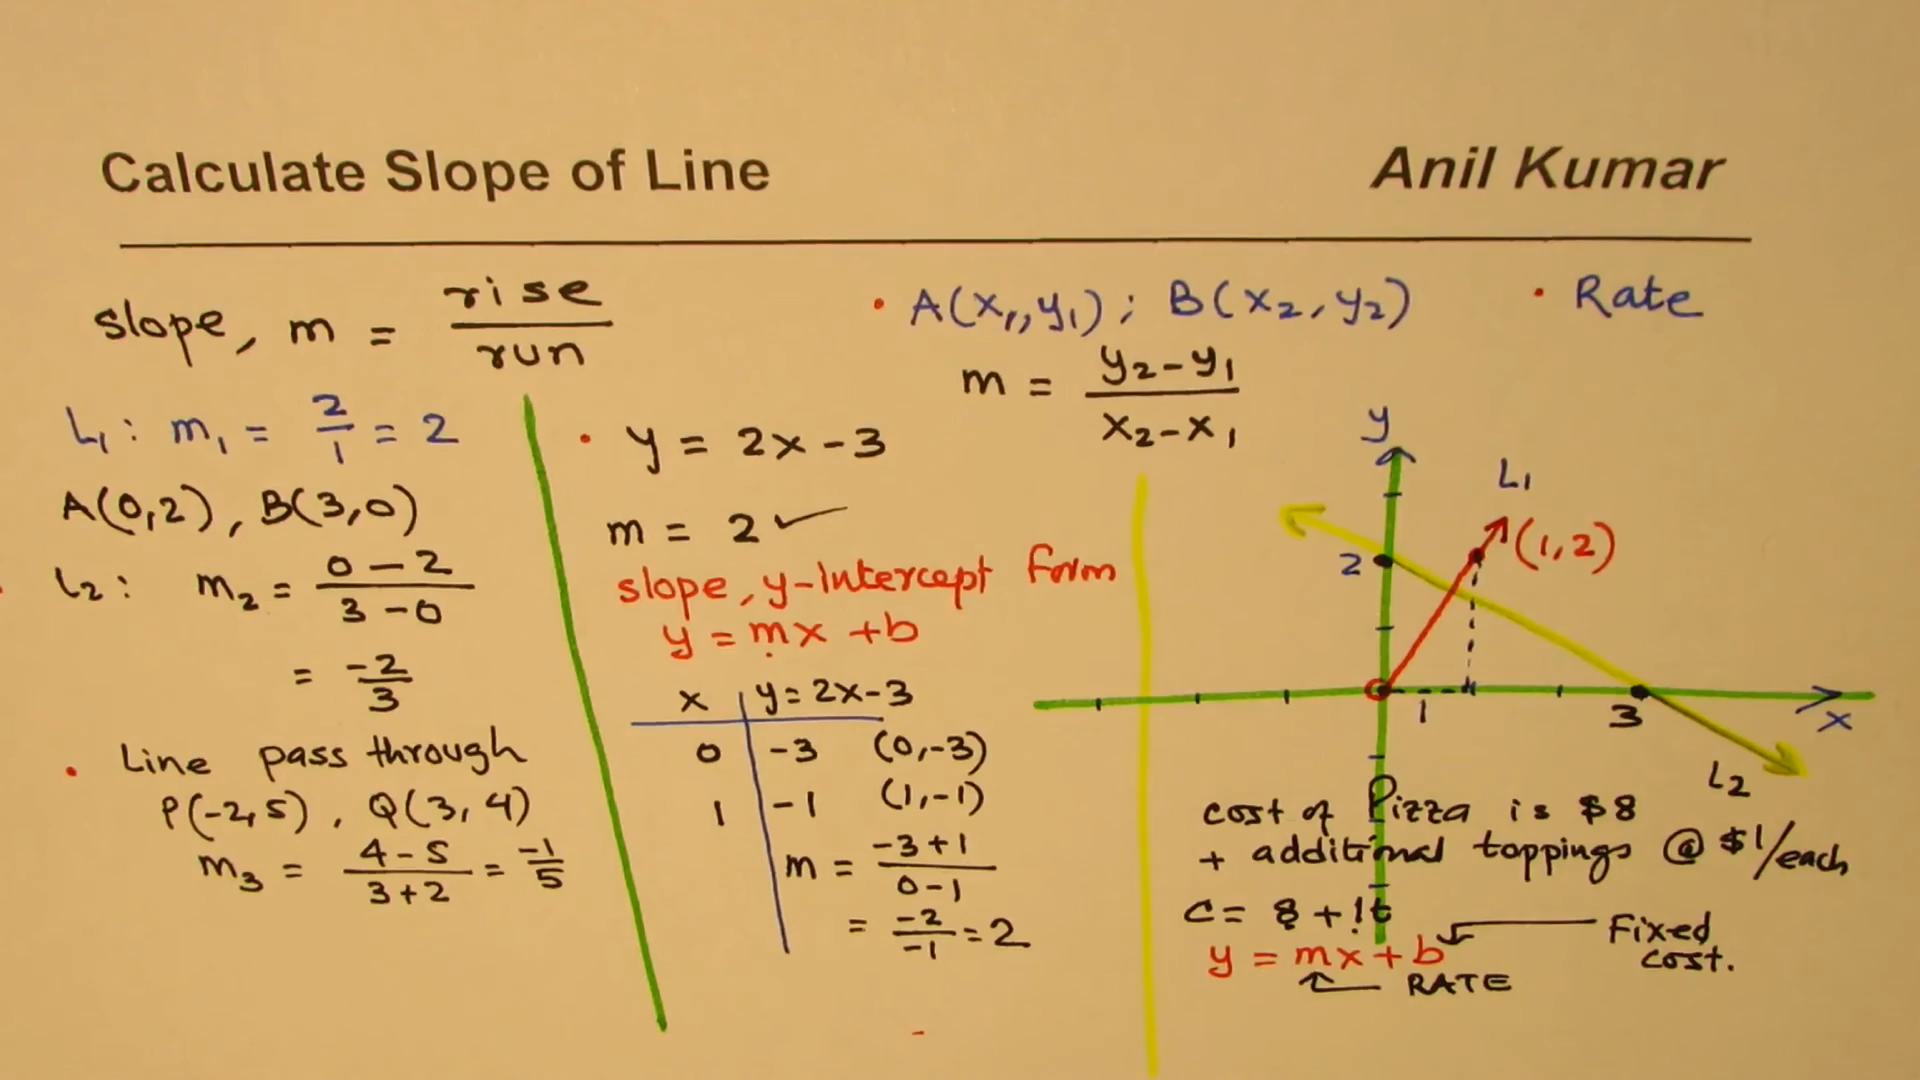 Calculate Slope of Line
Anil Kumar
slope, m = rise/run
L₁: m₁ = 2/1 = 2
A(0,2), B(3,0)
L₂: m₂ = (0-2)/(3-0)
= -2/3
• Line pass through
P(-2,5), Q(3,4)
m₃ = (4-5)/(3+2) = -1/5
• y = 2x-3
m = 2 ✓
slope, y-Intercept Form
y = mx + b
x | y = 2x-3
0 | -3 (0,-3)
1 | -1 (1,-1)
m = (-3+1)/(0-1)
= -2/-1 = 2
• A(x₁,y₁); B(x₂,y₂)
m = (y₂-y₁)/(x₂-x₁)
• Rate
y
L₁
2
(1,2)
1
3
x
L₂
cost of Pizza is $8
+ additional toppings @ $1/each
C = 8 + 1t
y = mx + b
Fixed
cost.
RATE